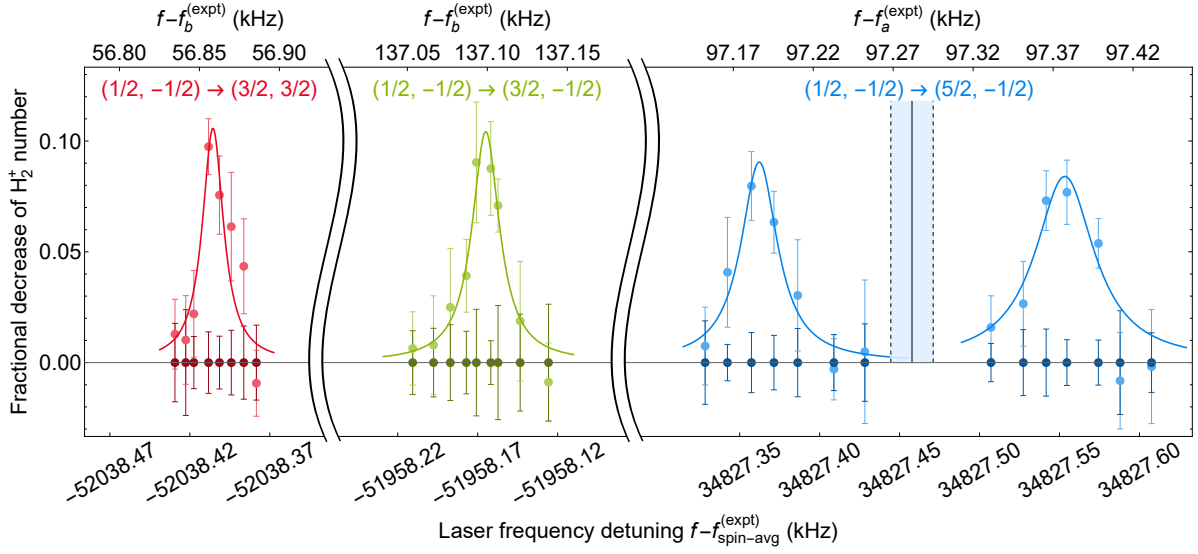 f−f_b^(expt) (kHz) f−f_b^(expt) (kHz) f−f_a^(expt) (kHz)
56.80 56.85 56.90 137.05 137.10 137.15 97.17 97.22 97.27 97.32 97.37 97.42
(1/2, −1/2) → (3/2, 3/2) (1/2, −1/2) → (3/2, −1/2) (1/2, −1/2) → (5/2, −1/2)
Fractional decrease of H₂⁺ number
0.10
0.05
0.00
−52038.47 −52038.42 −52038.37 −51958.22 −51958.17 −51958.12 34827.35 34827.40 34827.45 34827.50 34827.55 34827.60
Laser frequency detuning f−f_spin−avg^(expt) (kHz)